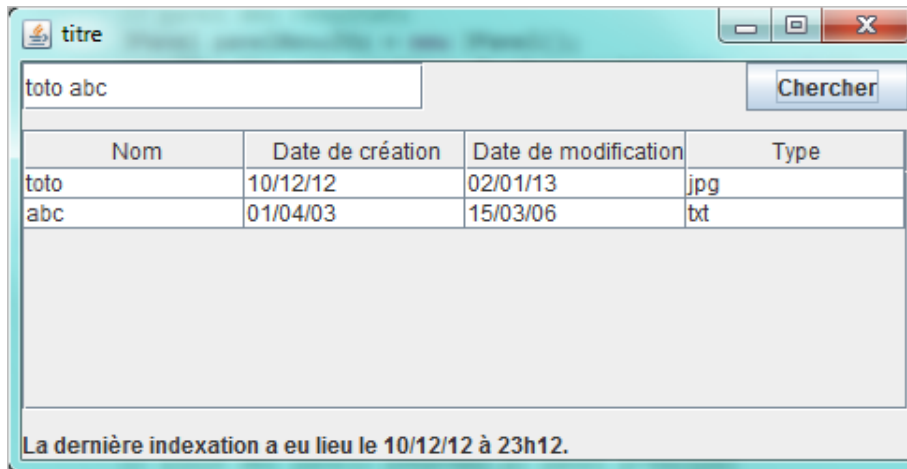 titre
toto abc Chercher
Nom Date de création Date de modification Type
toto 10/12/12 02/01/13 jpg
abc 01/04/03 15/03/06 txt
La dernière indexation a eu lieu le 10/12/12 à 23h12.